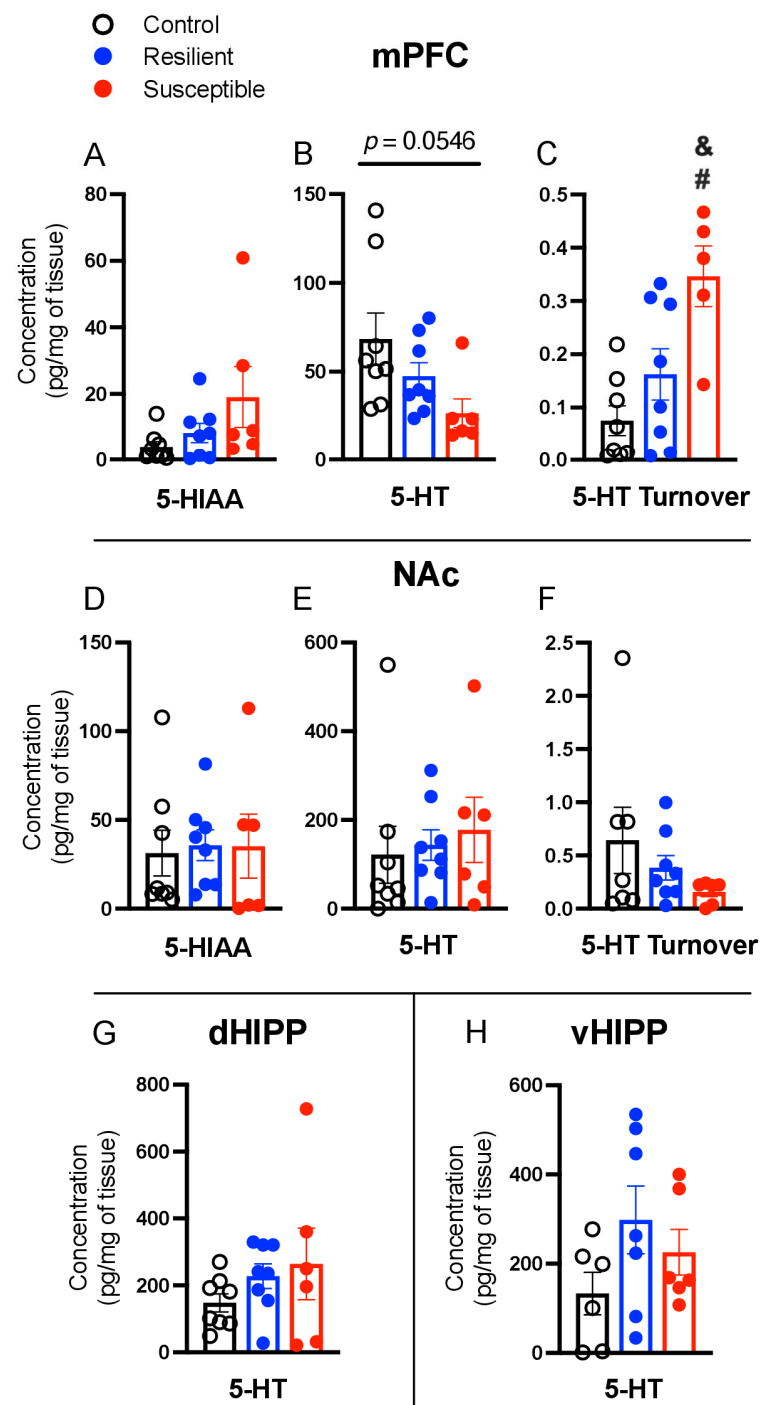 Control
Resilient
Susceptible
mPFC
A
B
p = 0.0546
C
&
#
Concentration
(pg/mg of tissue)
80
60
40
20
0
5-HIAA
150
100
50
0
5-HT
0.5
0.4
0.3
0.2
0.1
0.0
5-HT Turnover
NAc
D
E
F
Concentration
(pg/mg of tissue)
150
100
50
0
5-HIAA
600
400
200
0
5-HT
2.5
2.0
1.5
1.0
0.5
0.0
5-HT Turnover
G
dHIPP
Concentration
(pg/mg of tissue)
800
600
400
200
0
5-HT
H
vHIPP
Concentration
(pg/mg of tissue)
600
400
200
0
5-HT